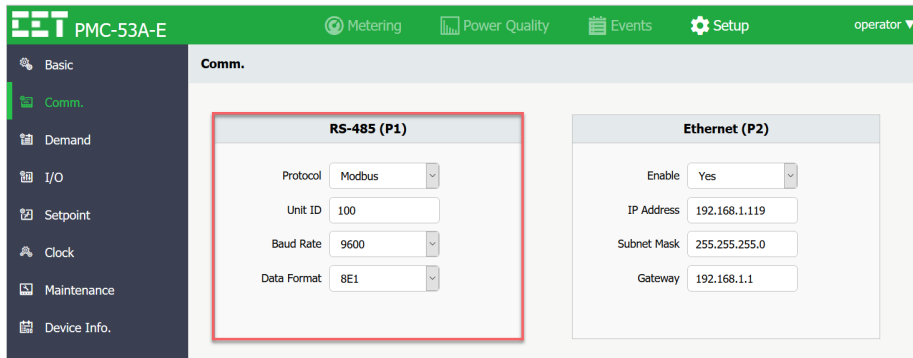 CET PMC-53A-E Metering Power Quality Events Setup operator
Basic
Comm.
Demand
I/O
Setpoint
Clock
Maintenance
Device Info.
Comm.
RS-485 (P1)
Protocol Modbus
Unit ID 100
Baud Rate 9600
Data Format 8E1
Ethernet (P2)
Enable Yes
IP Address 192.168.1.119
Subnet Mask 255.255.255.0
Gateway 192.168.1.1